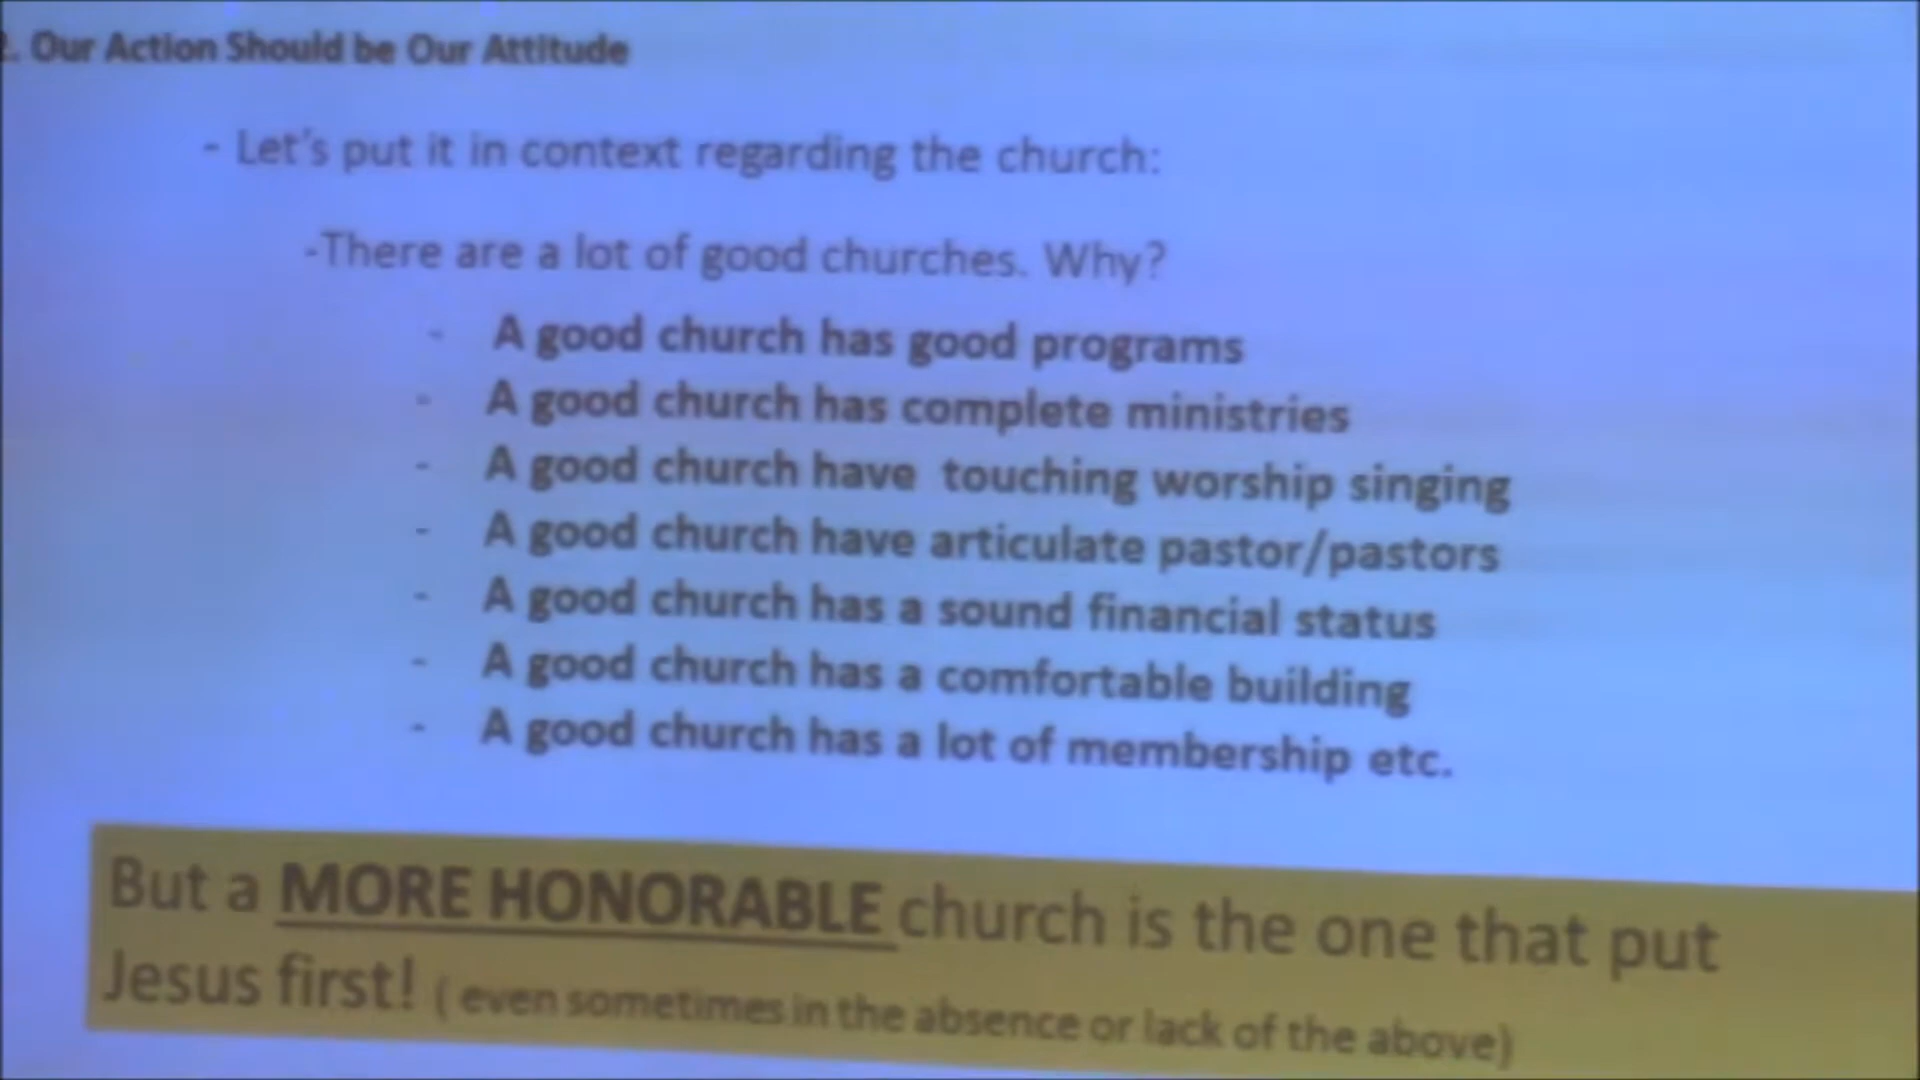 2. Our Action Should be Our Attitude
- Let's put it in context regarding the church:
-There are a lot of good churches. Why?
- A good church has good programs
- A good church has complete ministries
- A good church have touching worship singing
- A good church have articulate pastor/pastors
- A good church has a sound financial status
- A good church has a comfortable building
- A good church has a lot of membership etc.
But a MORE HONORABLE church is the one that put
Jesus first! ( even sometimes in the absence or lack of the above)